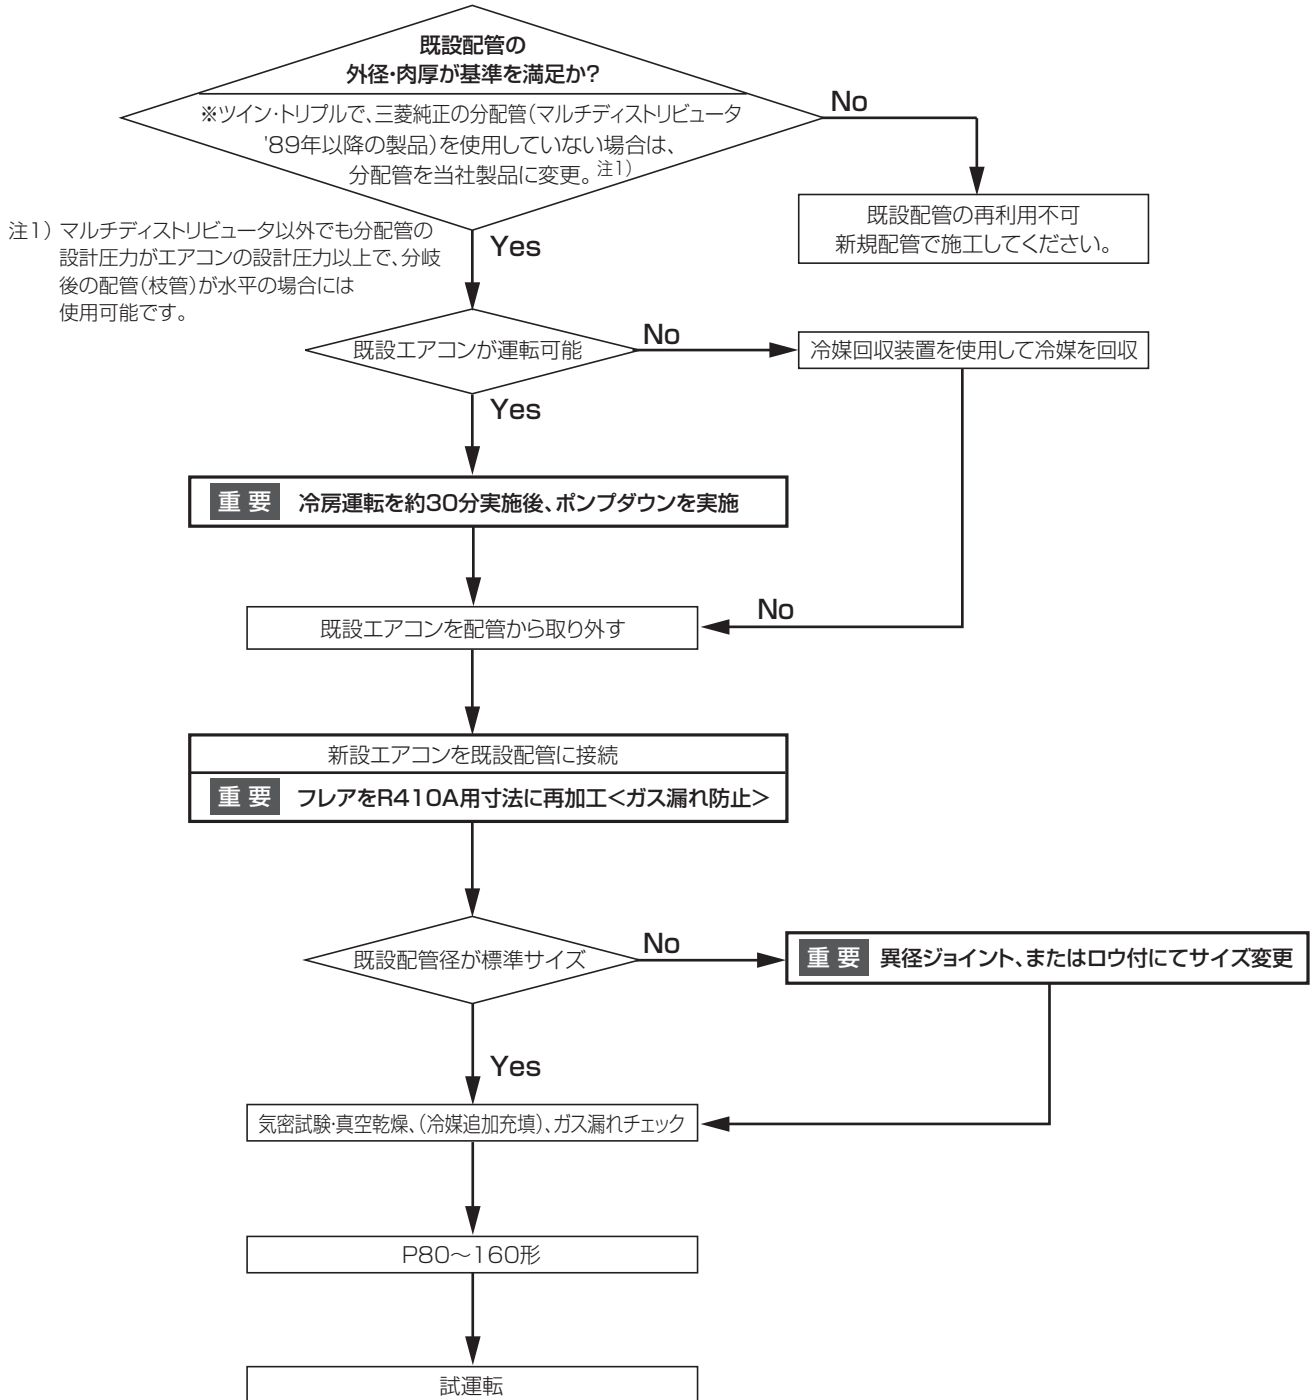 既設配管の
外径・肉厚が基準を満足か？
※ツイン・トリプルで、三菱純正の分配管（マルチディストリビュータ
'89年以降の製品）を使用していない場合は、
分配管を当社製品に変更。注1）
No
既設配管の再利用不可
新規配管で施工してください。
注1） マルチディストリビュータ以外でも分配管の
設計圧力がエアコンの設計圧力以上で、分岐
後の配管（枝管）が水平の場合には
使用可能です。
Yes
既設エアコンが運転可能
No
冷媒回収装置を使用して冷媒を回収
Yes
重要 冷房運転を約30分実施後、ポンプダウンを実施
既設エアコンを配管から取り外す
No
新設エアコンを既設配管に接続
重要 フレアをR410A用寸法に再加工＜ガス漏れ防止＞
既設配管径が標準サイズ
No
重要 異径ジョイント、またはロウ付にてサイズ変更
Yes
気密試験・真空乾燥、（冷媒追加充填）、ガス漏れチェック
P80〜160形
試運転